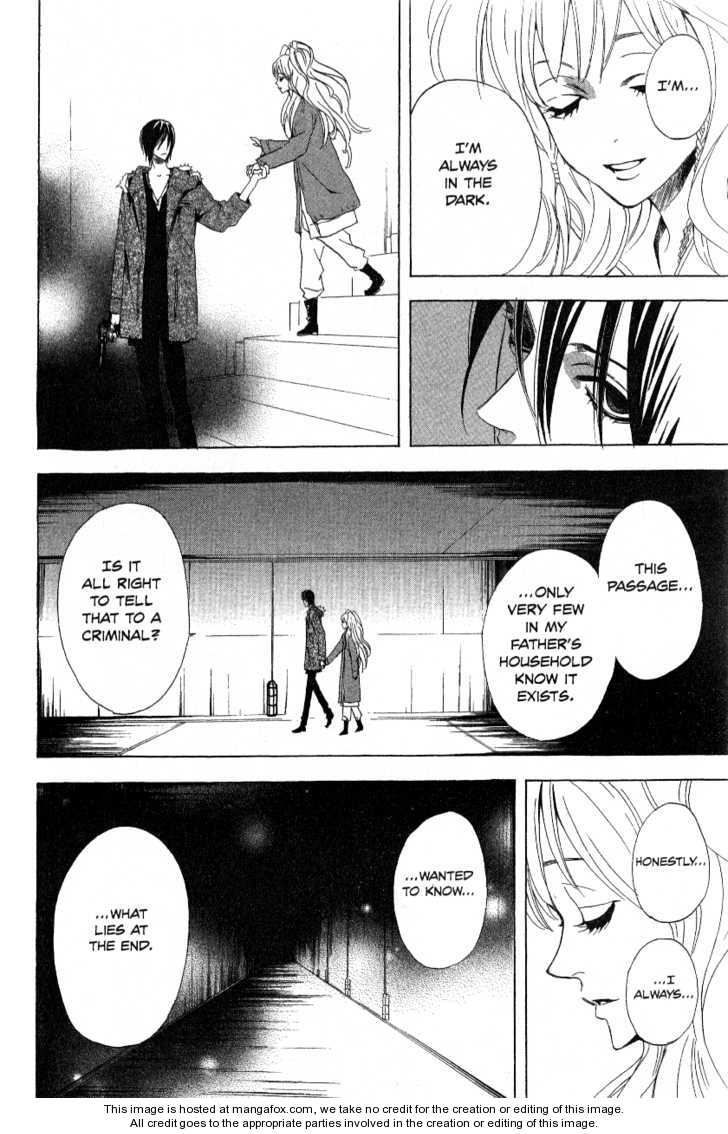 I'M...
I'M
ALWAYS
IN THE
DARK.
THIS
PASSAGE...
...ONLY
VERY FEW
IN MY
FATHER'S
HOUSEHOLD
KNOW IT
EXISTS.
IS IT
ALL RIGHT
TO TELL
THAT TO A
CRIMINAL?
HONESTLY...
...I
ALWAYS...
...WANTED
TO KNOW...
...WHAT
LIES AT
THE END.
This image is hosted at mangafox.com, we take no credit for the creation or editing of this image.
All credit goes to the appropriate parties involved in the creation or editing of this image.